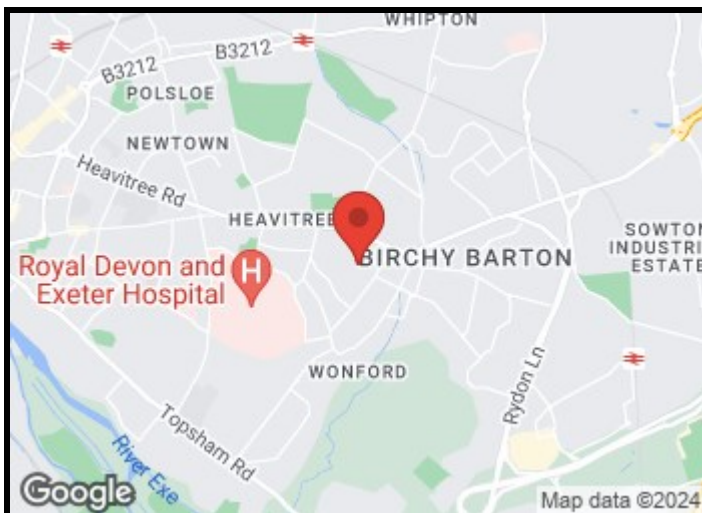 WHIPTON
B3212
B3212
POLSLOE
NEWTOWN
Heavitree Rd
HEAVITREE
SOWTON
INDUSTRI
ESTATE
BIRCHY BARTON
Royal Devon and
Exeter Hospital
H
WONFORD
Rydon Ln
Topsham Rd
River Exe
Google
Map data ©2024